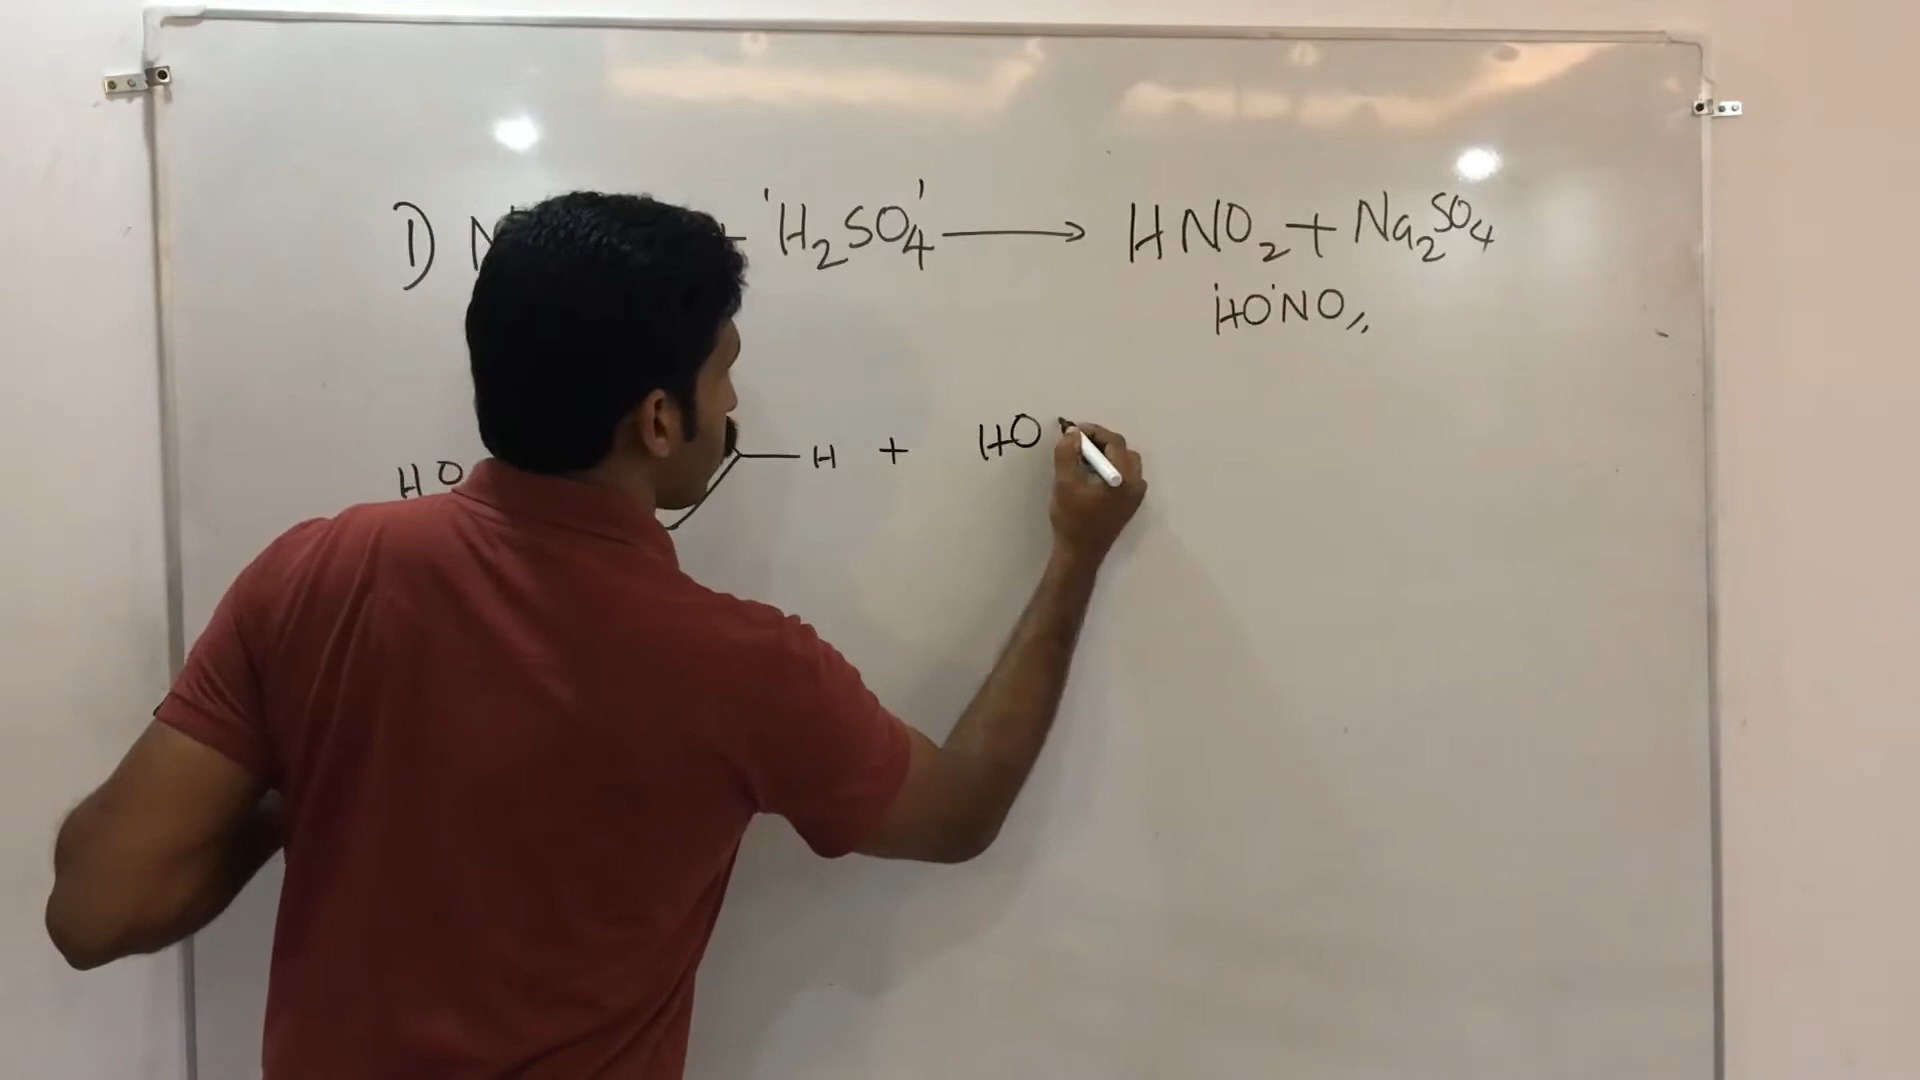 1) N + H₂SO₄ ⟶ HNO₂ + Na₂SO₄
HONO,,
HO H + HO